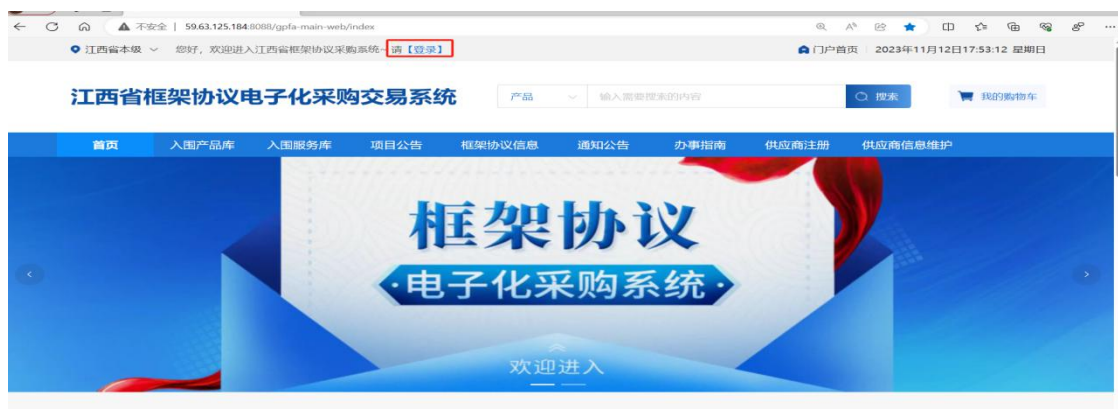 不安全 | 59.63.125.184:8088/gpfa-main-web/index
江西省本级 您好，欢迎进入江西省框架协议采购系统~ 请【登录】 门户首页 2023年11月12日17:53:12 星期日
江西省框架协议电子化采购交易系统 产品 输入需要搜索的内容 搜索 我的购物车
首页 入围产品库 入围服务库 项目公告 框架协议信息 通知公告 办事指南 供应商注册 供应商信息维护
框架协议
·电子化采购系统·
欢迎进入